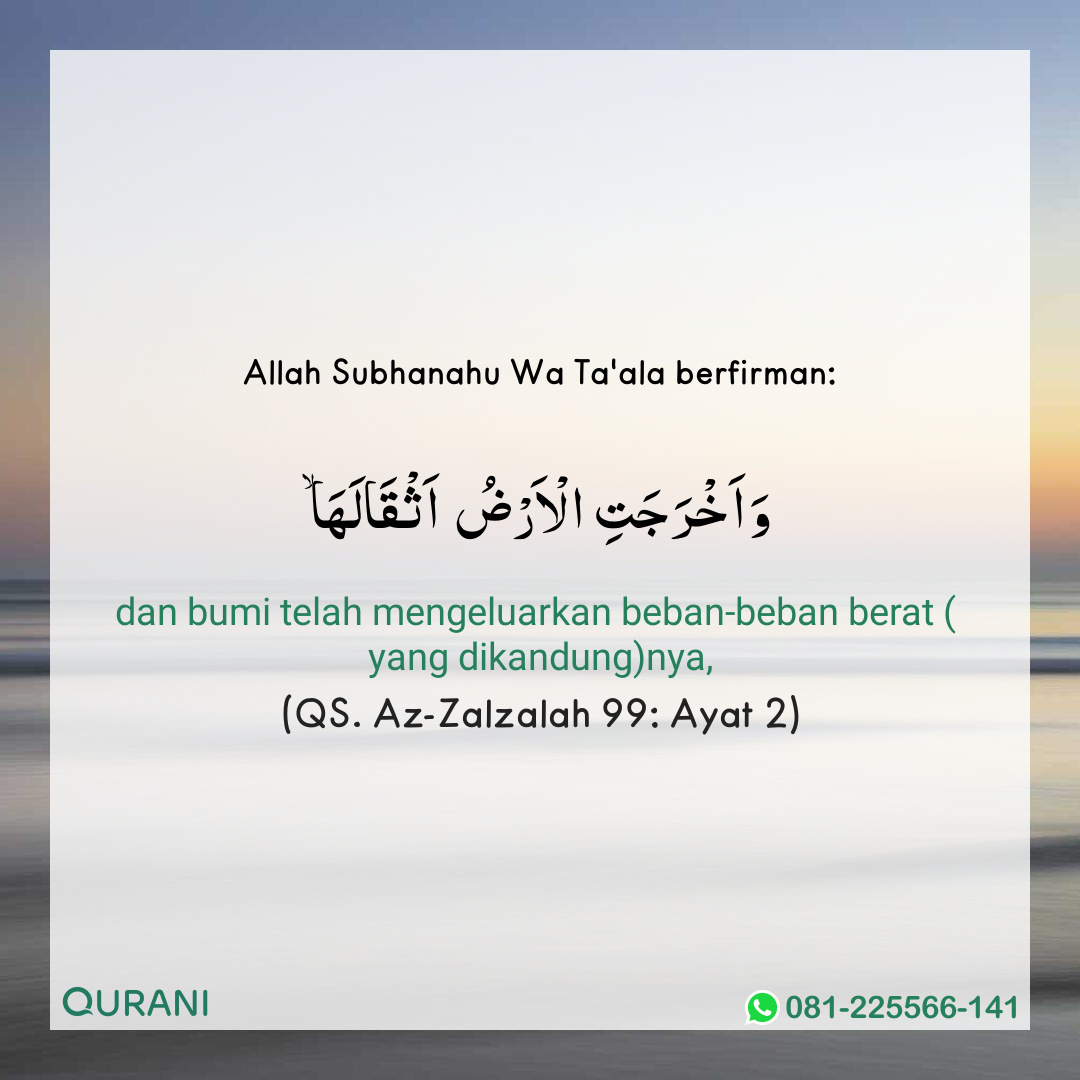 Allah Subhanahu Wa Ta'ala berfirman:
وَاَخْرَجَتِ الْاَرْضُ اَثْقَالَهَاۙ
dan bumi telah mengeluarkan beban-beban berat (
yang dikandung)nya,
(QS. Az-Zalzalah 99: Ayat 2)
QURANI
081-225566-141